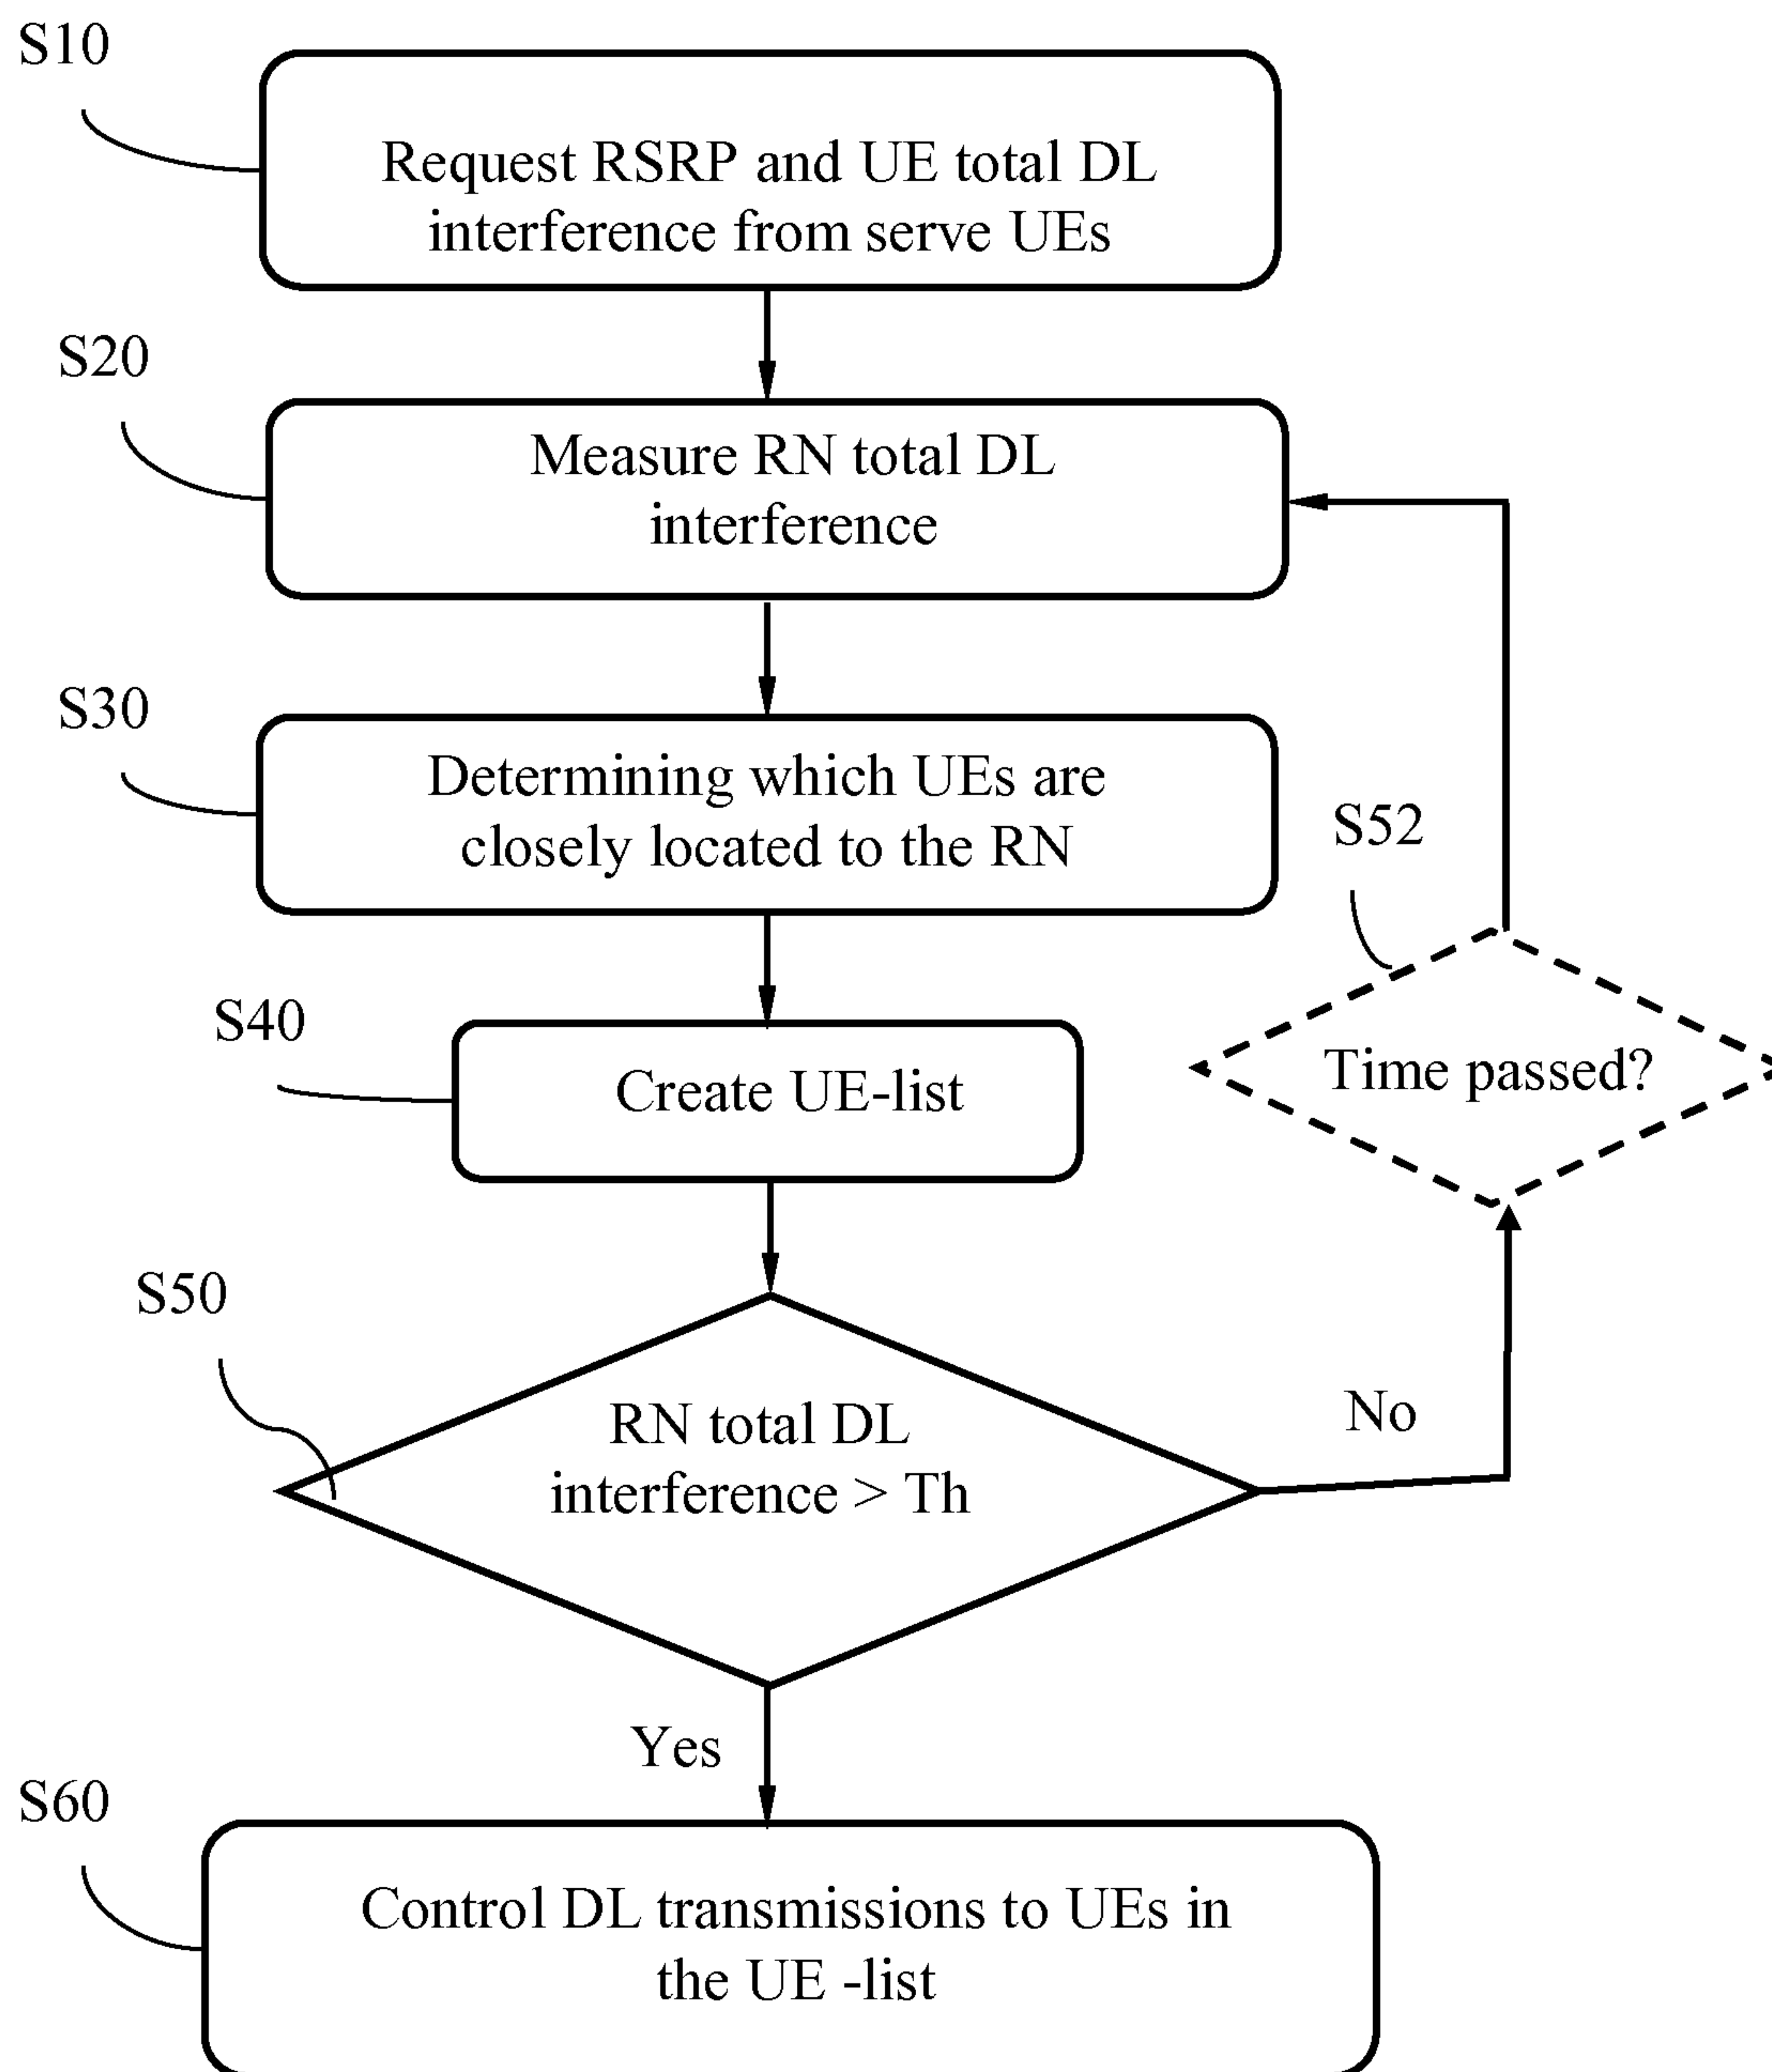 S10
Request RSRP and UE total DL
interference from serve UEs
S20
Measure RN total DL
interference
S30
Determining which UEs are
closely located to the RN
S52
S40
Create UE-list
Time passed?
S50
RN total DL
interference > Th
No
Yes
S60
Control DL transmissions to UEs in
the UE -list